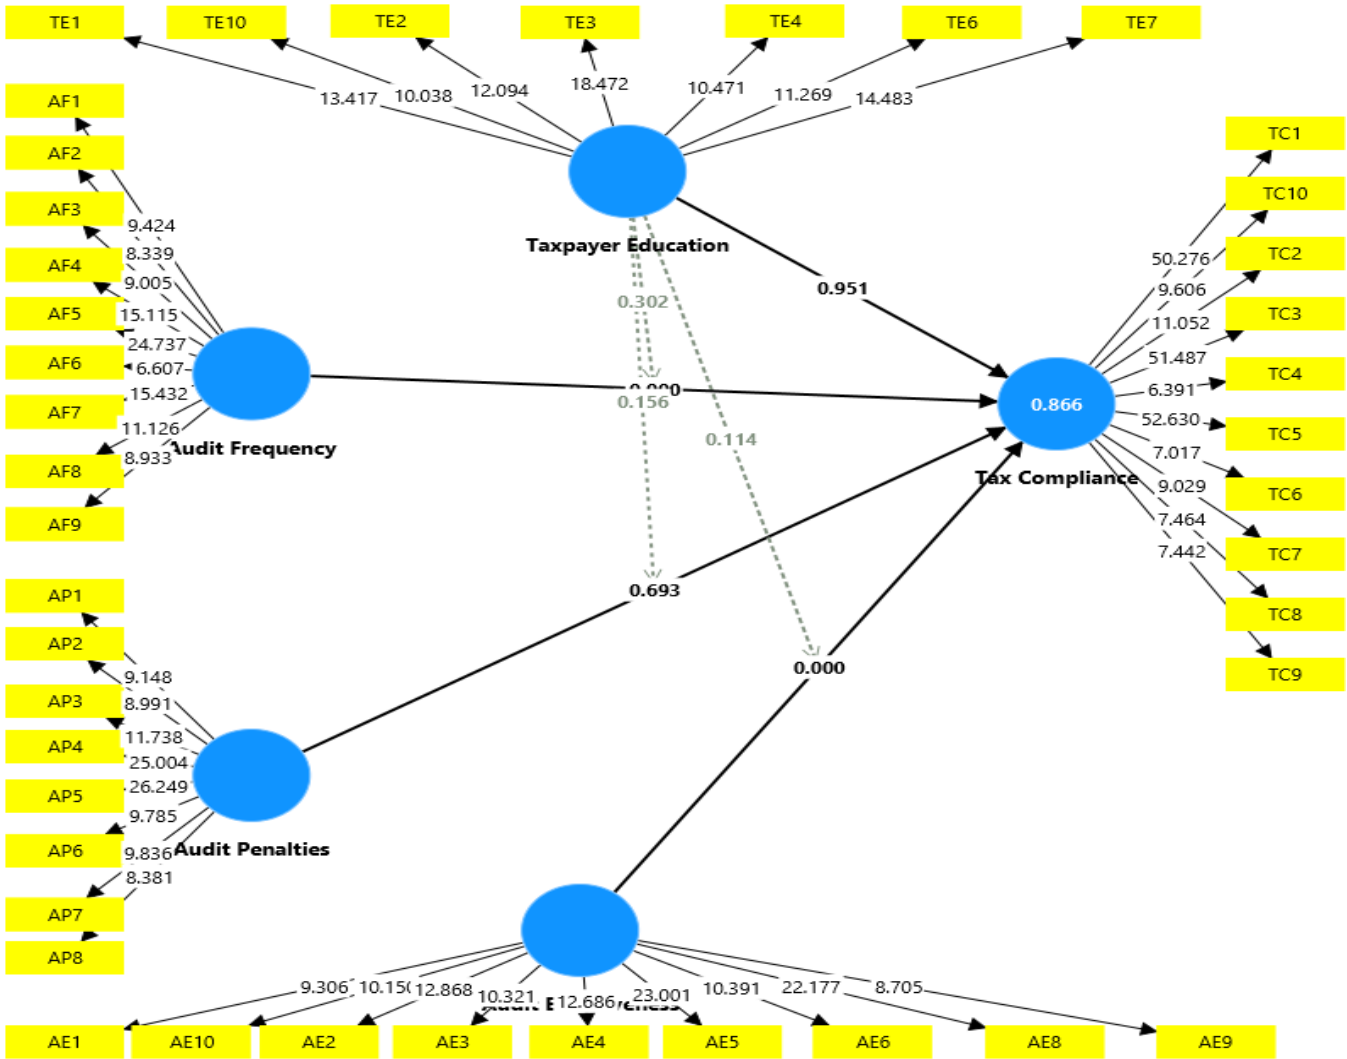 TE1 TE10 TE2 TE3 TE4 TE6 TE7
13.417 10.038 12.094 18.472 10.471 11.269 14.483
AF1
AF2
AF3
AF4
AF5
AF6
AF7
AF8
AF9
9.424
8.339
9.005
15.115
24.737
6.607
15.432
11.126
8.933
Audit Frequency
Taxpayer Education
0.302
0.951
0.156
0.114
0.693
0.000
TC1
TC10
TC2
TC3
TC4
TC5
TC6
TC7
TC8
TC9
50.276
9.606
11.052
51.487
6.391
52.630
7.017
9.029
7.464
7.442
0.866
Tax Compliance
AP1
AP2
AP3
AP4
AP5
AP6
AP7
AP8
9.148
8.991
11.738
25.004
26.249
9.785
9.836
8.381
Audit Penalties
9.306 10.150 12.868 10.321 12.686 23.001 10.391 22.177 8.705
Audit
AE1 AE10 AE2 AE3 AE4 AE5 AE6 AE8 AE9